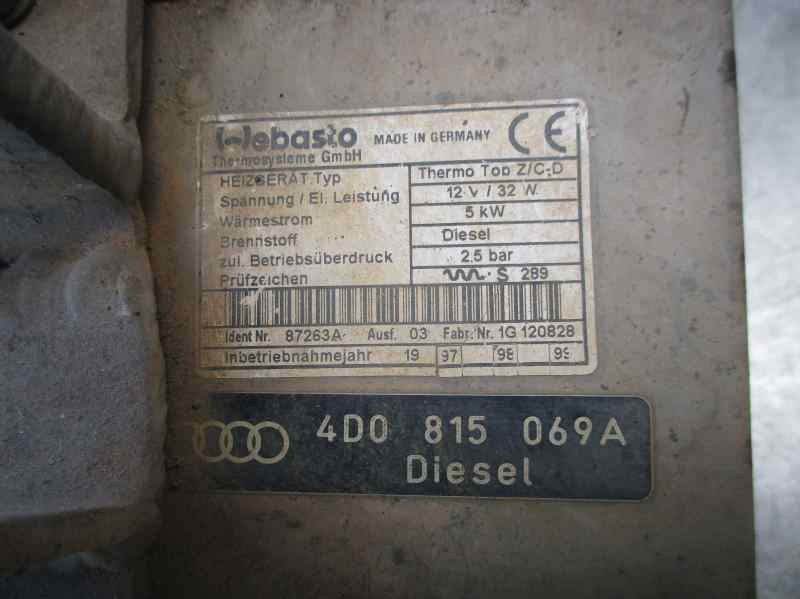 Webasto MADE IN GERMANY CE
Thermosysteme GmbH
HEIZGERÄT Typ Thermo Top Z/C-D
Spannung / El. Leistung 12 V / 32 W
Wärmestrom 5 kW
Brennstoff Diesel
zul. Betriebsüberdruck 2.5 bar
Prüfzeichen S 289
Ident Nr. 87263A Ausf. 03 Fabr. Nr. 1G 120828
Inbetriebnahmejahr 19 97 98 99
4D0 815 069A
Diesel